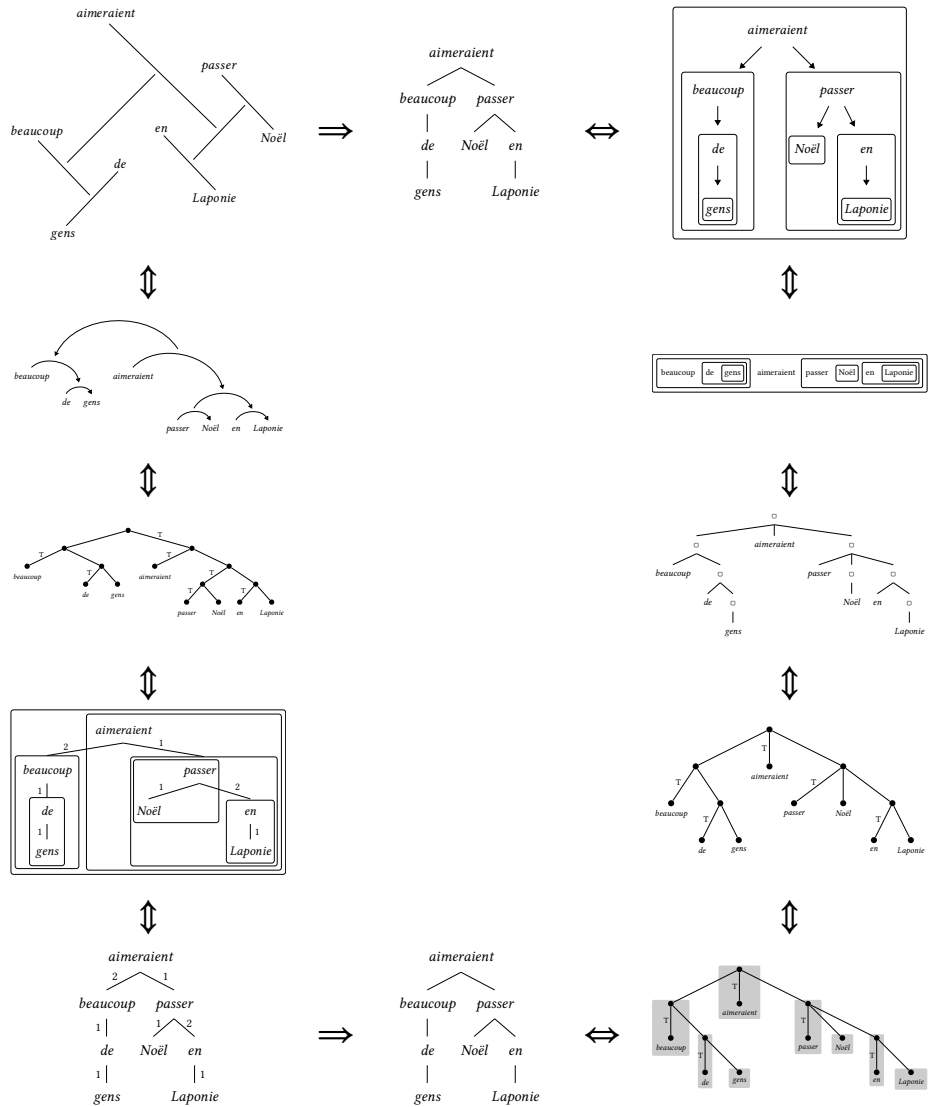 aimeraient
passer
beaucoup
en
Noël
de
Laponie
gens
⇒
aimeraient
beaucoup passer
de Noël en
gens Laponie
⇔
aimeraient
beaucoup passer
de Noël en
gens Laponie
⇕
⇕
beaucoup aimeraient
de gens
passer Noël en Laponie
beaucoup de gens aimeraient passer Noël en Laponie
⇕
⇕
T
T T
beaucoup T aimeraient T
de gens T T
passer Noël en Laponie
aimeraient
beaucoup passer
de Noël en
gens Laponie
⇕
⇕
aimeraient
2 1
beaucoup passer
1 1 2
de Noël en
1 1
gens Laponie
T
aimeraient
T T
beaucoup passer Noël
T T
de gens en Laponie
⇕
⇕
aimeraient
2 1
beaucoup passer
1 1 2
de Noël en
1 1
gens Laponie
⇒
aimeraient
beaucoup passer
de Noël en
gens Laponie
⇔
T
aimeraient
T T
beaucoup passer Noël
T T
de gens en Laponie